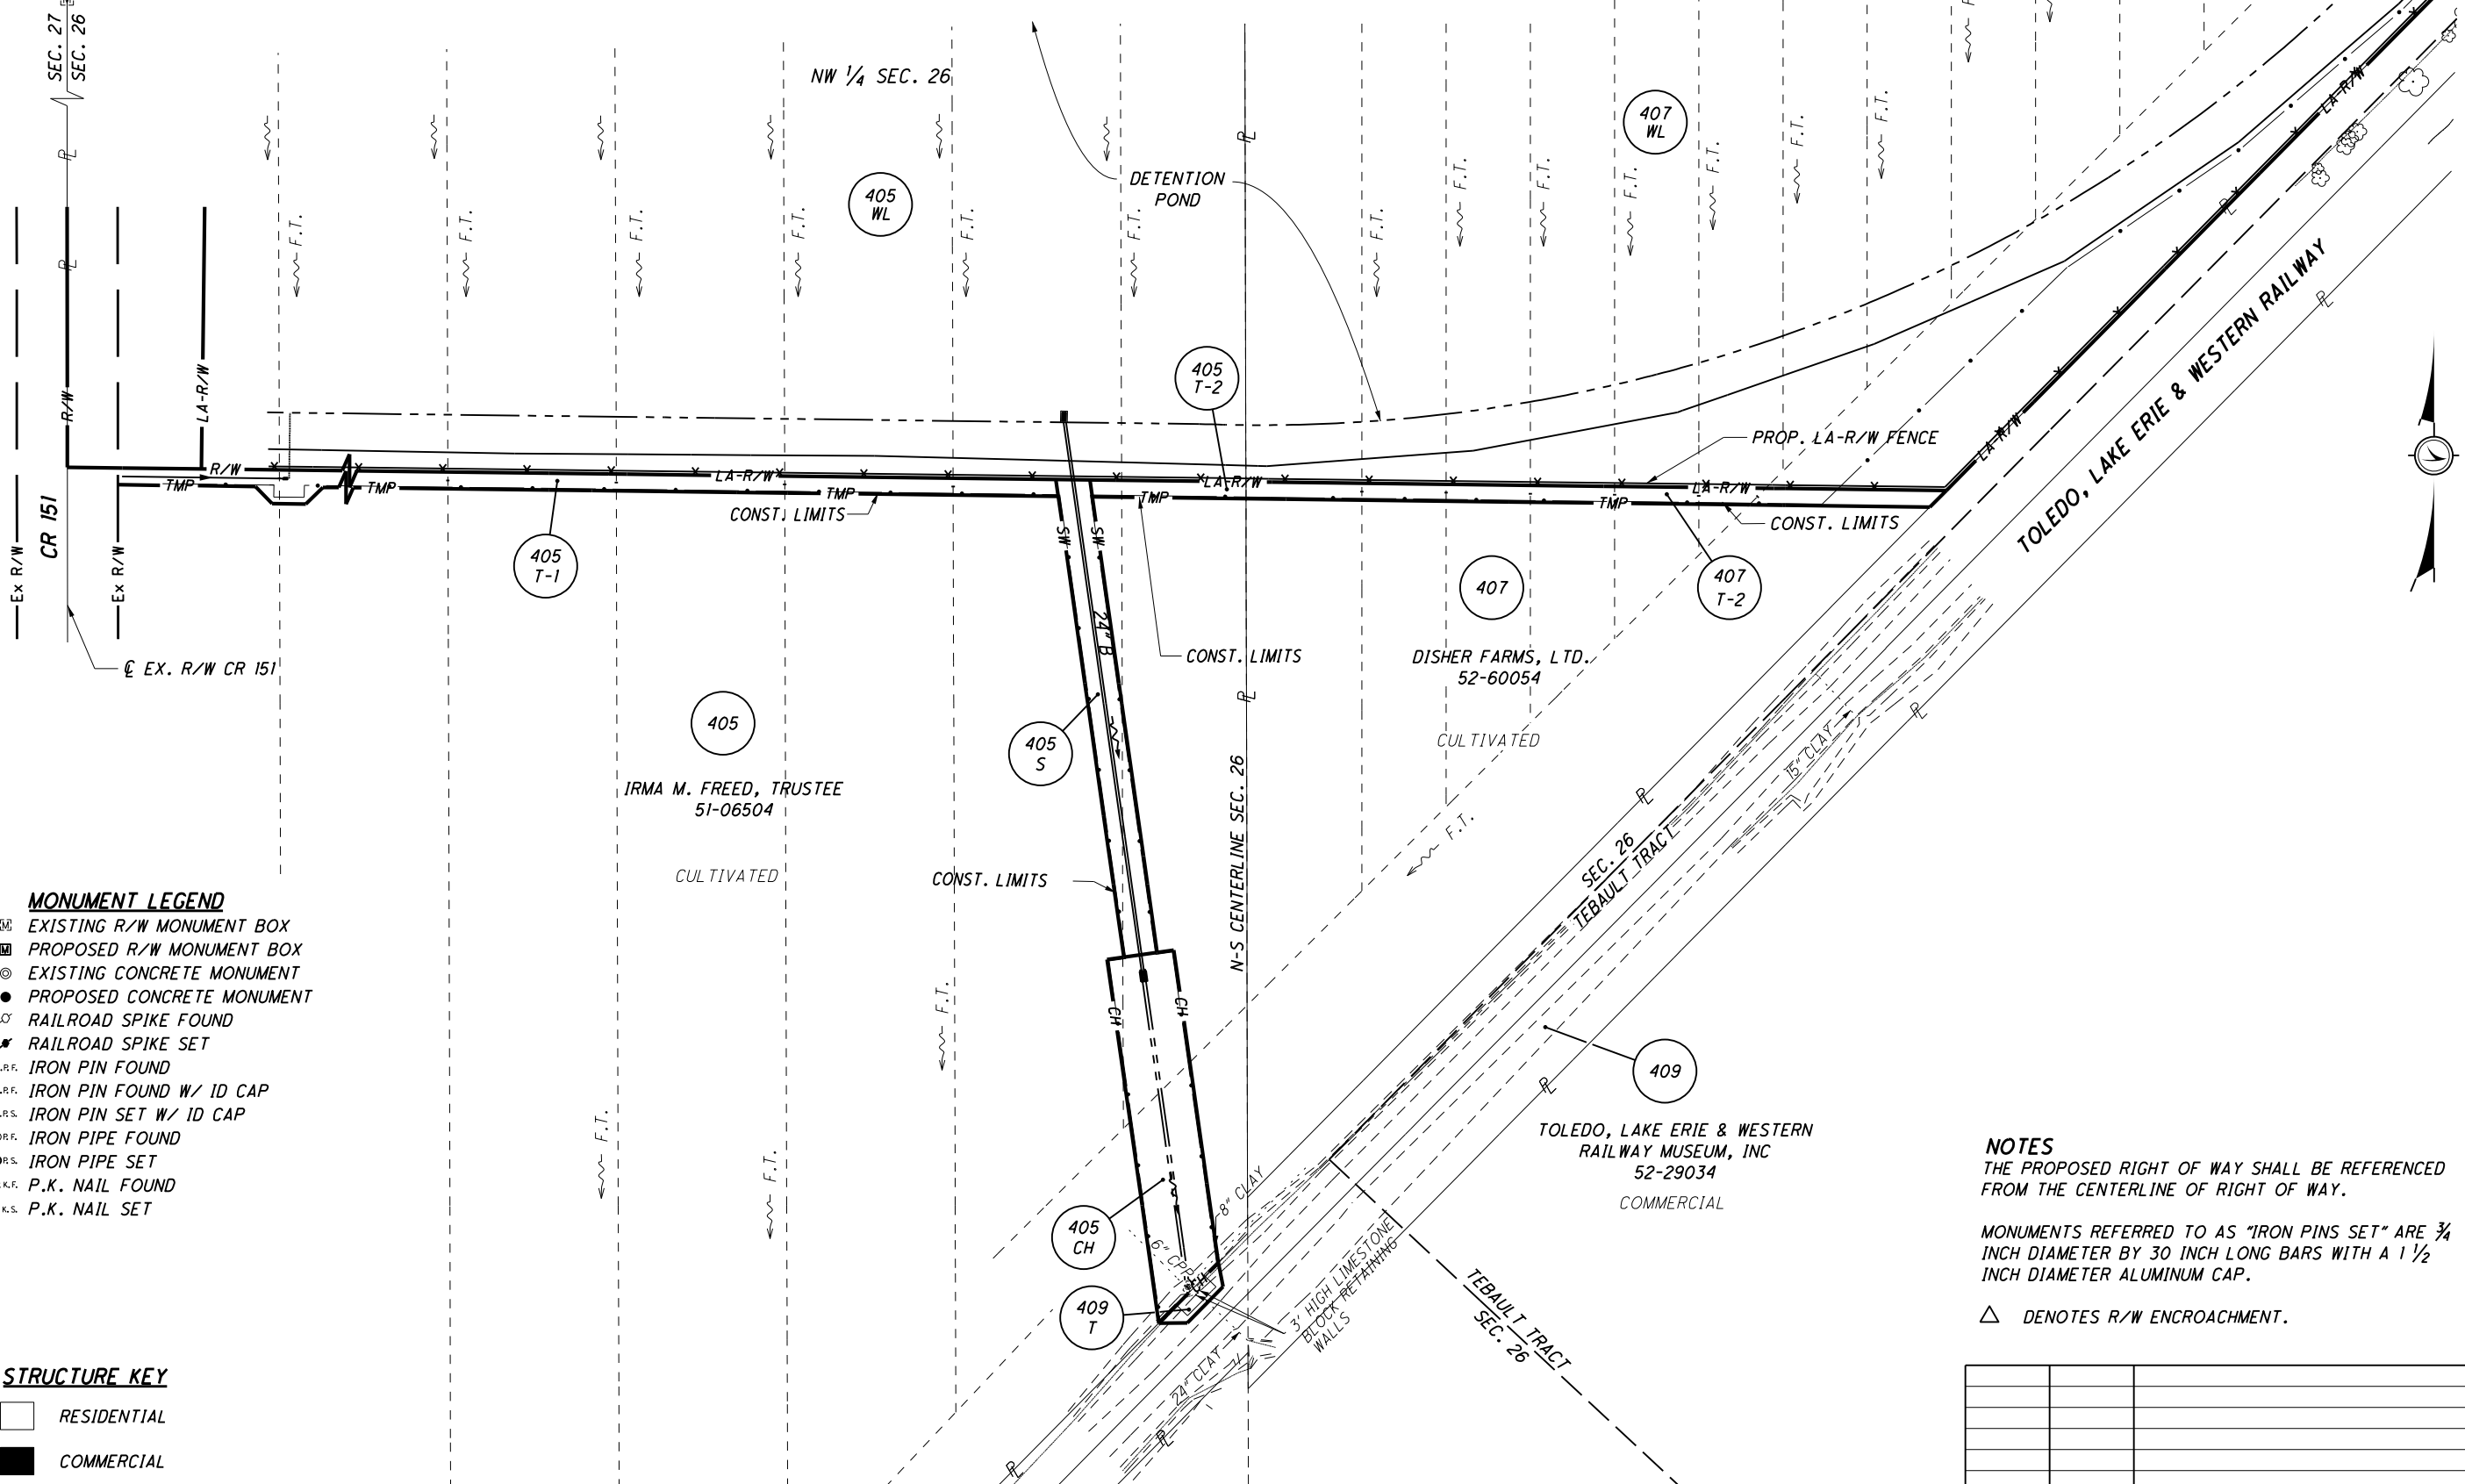 SEC. 27
SEC. 26
NW 1/4 SEC. 26
405
WL
407
WL
DETENTION
POND
F.T.
F.T.
F.T.
F.T.
F.T.
F.T.
F.T.
F.T.
F.T.
F.T.
F.T.
F.T.
F.T.
F.T.
LA-R/W
R/W
LA-R/W
405
T-2
PROP. LA-R/W FENCE
LA-R/W
TOLEDO, LAKE ERIE & WESTERN RAILWAY
R/W
LA-R/W
LA-R/W
LA-R/W
TMP
TMP
TMP
TMP
TMP
CONST. LIMITS
CONST. LIMITS
CR 151
Ex R/W
Ex R/W
405
T-1
SW
SW
24" B
407
407
T-2
CONST. LIMITS
DISHER FARMS, LTD.
52-60054
CULTIVATED
℄ EX. R/W CR 151
405
IRMA M. FREED, TRUSTEE
51-06504
CULTIVATED
405
S
N-S CENTERLINE SEC. 26
15" CLAY
F.T.
SEC. 26
TEBAULT TRACT
CONST. LIMITS
MONUMENT LEGEND
EXISTING R/W MONUMENT BOX
PROPOSED R/W MONUMENT BOX
EXISTING CONCRETE MONUMENT
PROPOSED CONCRETE MONUMENT
RAILROAD SPIKE FOUND
RAILROAD SPIKE SET
IRON PIN FOUND
IRON PIN FOUND W/ ID CAP
IRON PIN SET W/ ID CAP
IRON PIPE FOUND
IRON PIPE SET
P.K. NAIL FOUND
P.K. NAIL SET
F.T.
F.T.
F.T.
CH
CH
CH
409
TOLEDO, LAKE ERIE & WESTERN
RAILWAY MUSEUM, INC
52-29034
COMMERCIAL
8" CLAY
6" CPP
405
CH
409
T
3' HIGH LIMESTONE
BLOCK RETAINING
WALLS
24" CLAY
TEBAULT TRACT
SEC. 26
NOTES
THE PROPOSED RIGHT OF WAY SHALL BE REFERENCED
FROM THE CENTERLINE OF RIGHT OF WAY.
MONUMENTS REFERRED TO AS "IRON PINS SET" ARE 3/4
INCH DIAMETER BY 30 INCH LONG BARS WITH A 1 1/2
INCH DIAMETER ALUMINUM CAP.
DENOTES R/W ENCROACHMENT.
STRUCTURE KEY
RESIDENTIAL
COMMERCIAL